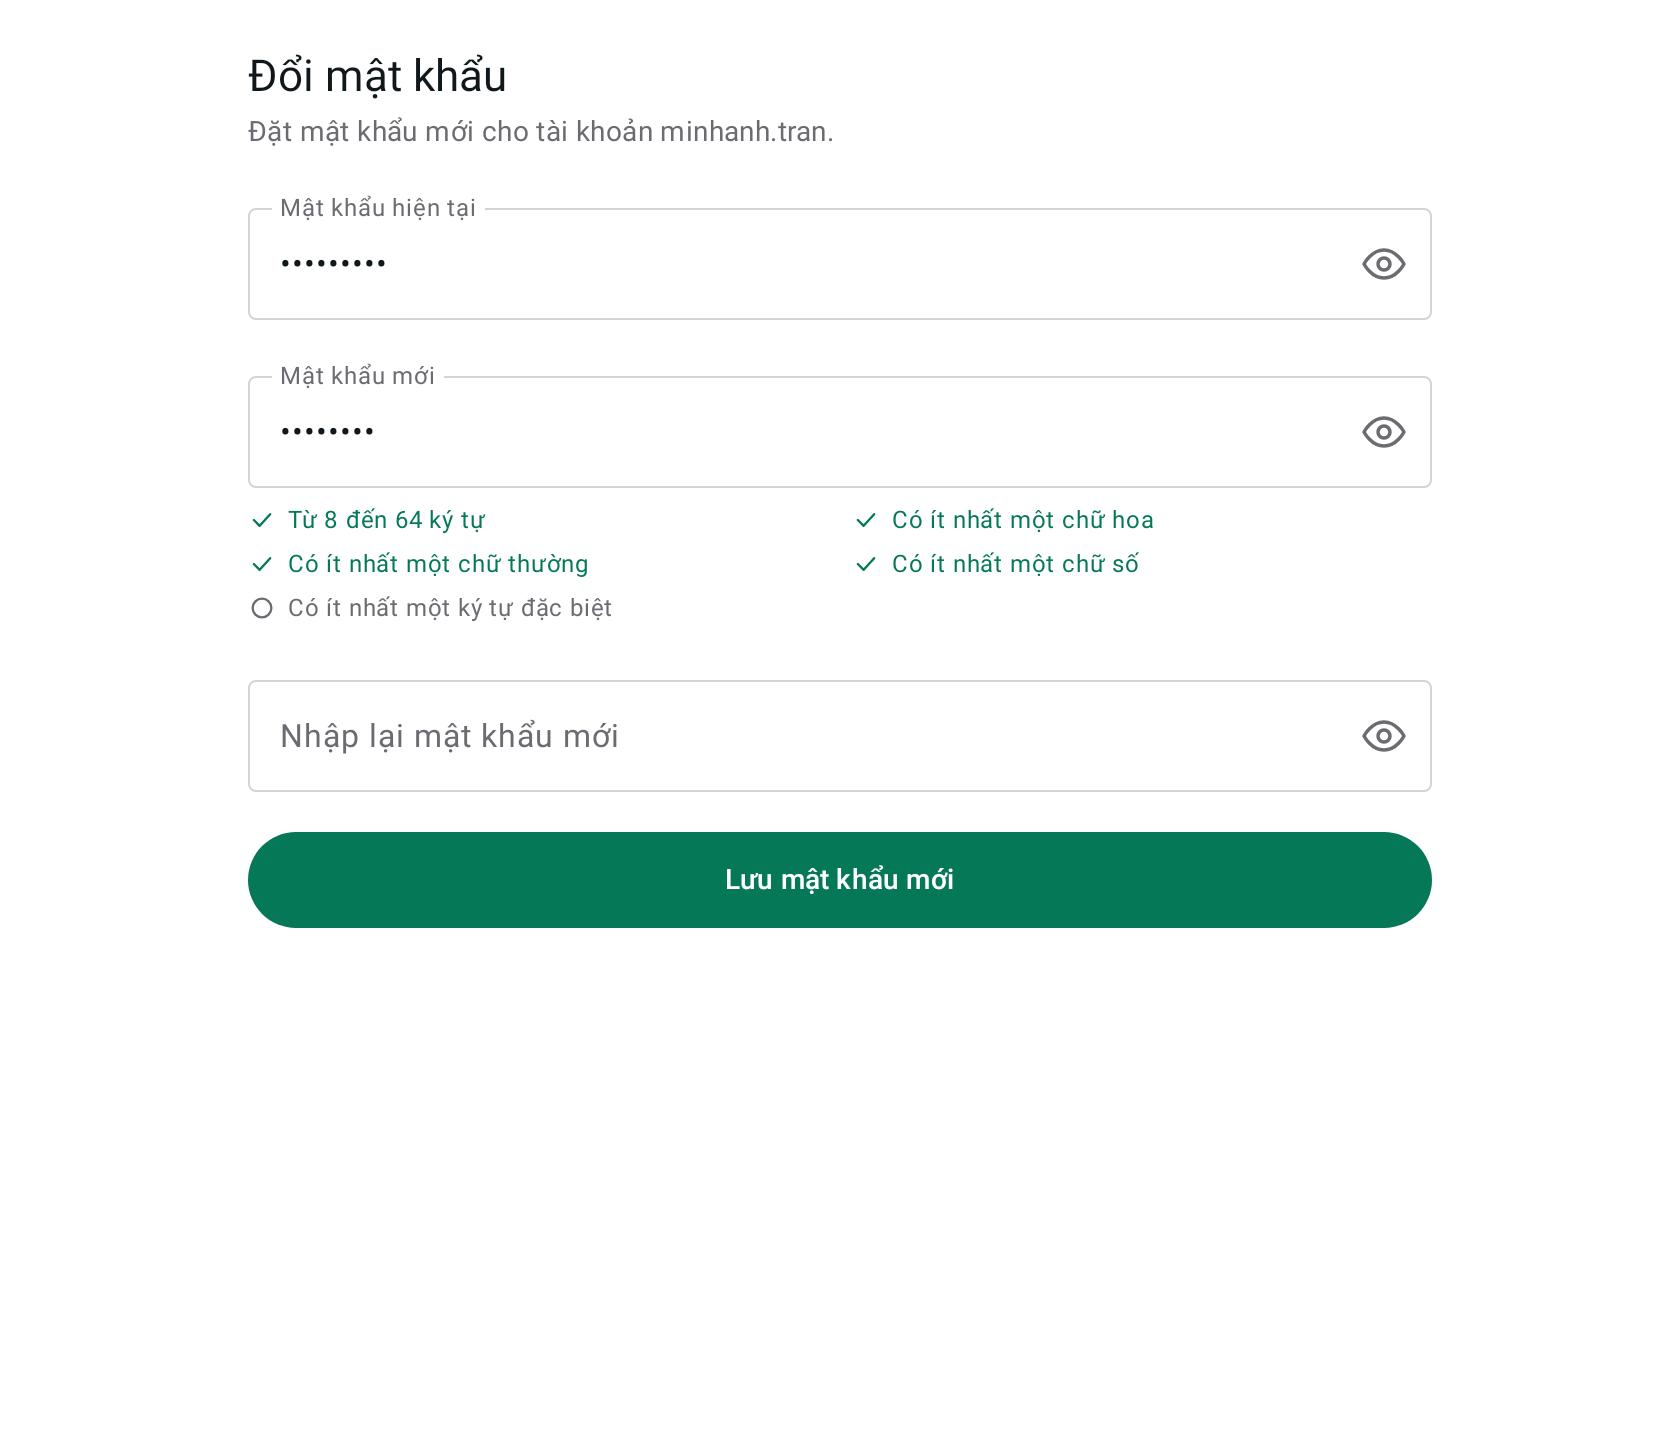 Đổi mật khẩu
Đặt mật khẩu mới cho tài khoản minhanh.tran.
Mật khẩu hiện tại
•••••••••
Mật khẩu mới
••••••••
Từ 8 đến 64 ký tự
Có ít nhất một chữ hoa
Có ít nhất một chữ thường
Có ít nhất một chữ số
Có ít nhất một ký tự đặc biệt
Nhập lại mật khẩu mới
Lưu mật khẩu mới